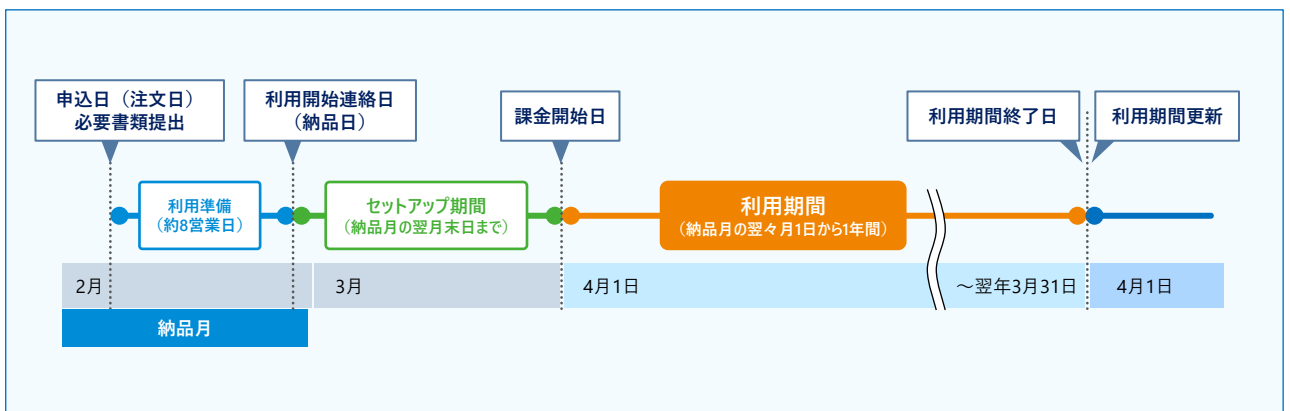 申込日（注文日）
必要書類提出
利用開始連絡日
（納品日）
課金開始日
利用期間終了日
利用期間更新
利用準備
（約8営業日）
セットアップ期間
（納品月の翌月末日まで）
利用期間
（納品月の翌々月1日から1年間）
2月
3月
4月1日
～翌年3月31日
4月1日
納品月